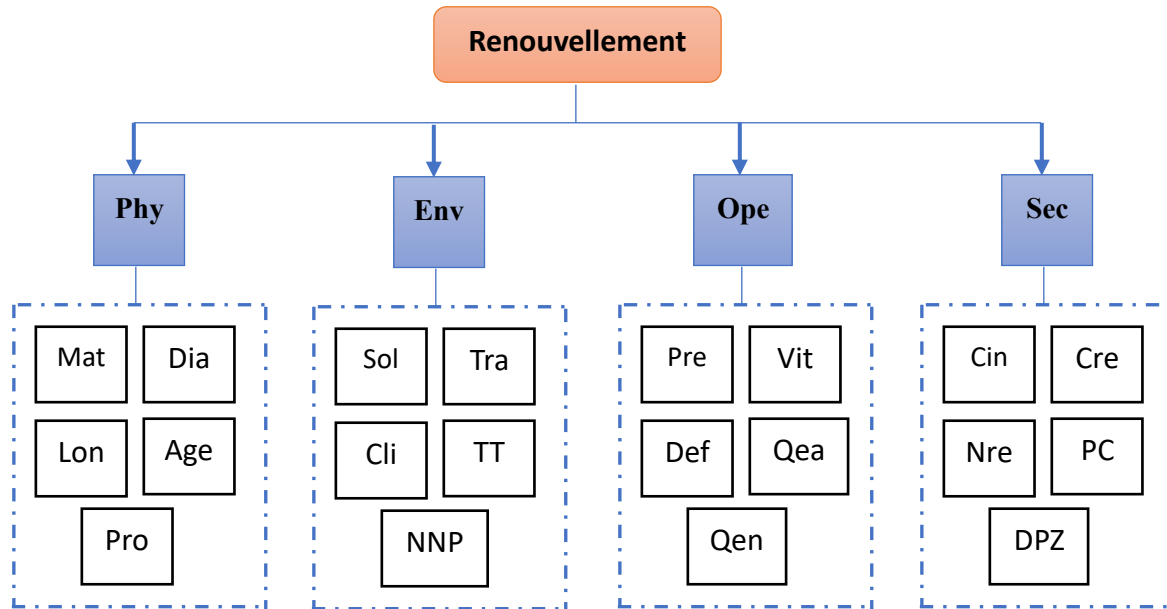 Renouvellement
Phy
Env
Ope
Sec
Mat
Dia
Lon
Age
Pro
Sol
Tra
Cli
TT
NNP
Pre
Vit
Def
Qea
Qen
Cin
Cre
Nre
PC
DPZ